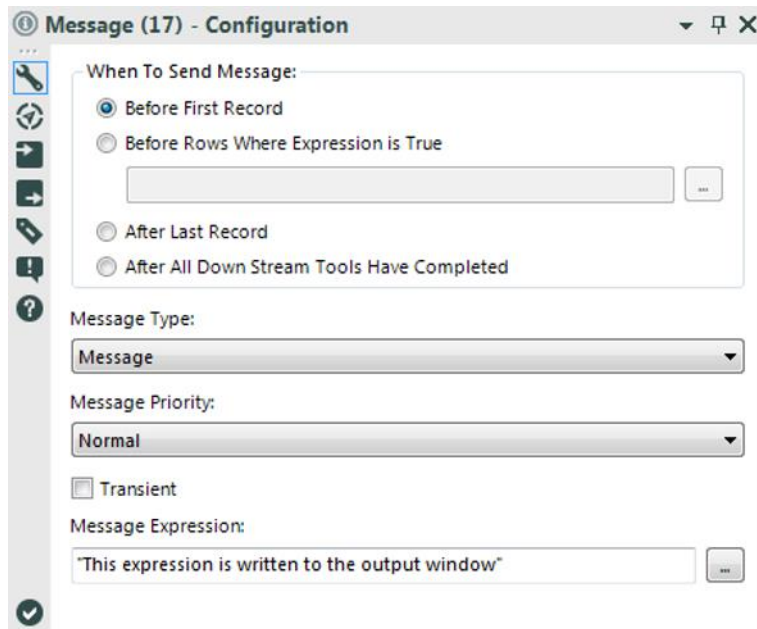 Message (17) - Configuration
When To Send Message:
Before First Record
Before Rows Where Expression is True
...
After Last Record
After All Down Stream Tools Have Completed
Message Type:
Message
Message Priority:
Normal
Transient
Message Expression:
"This expression is written to the output window"
...